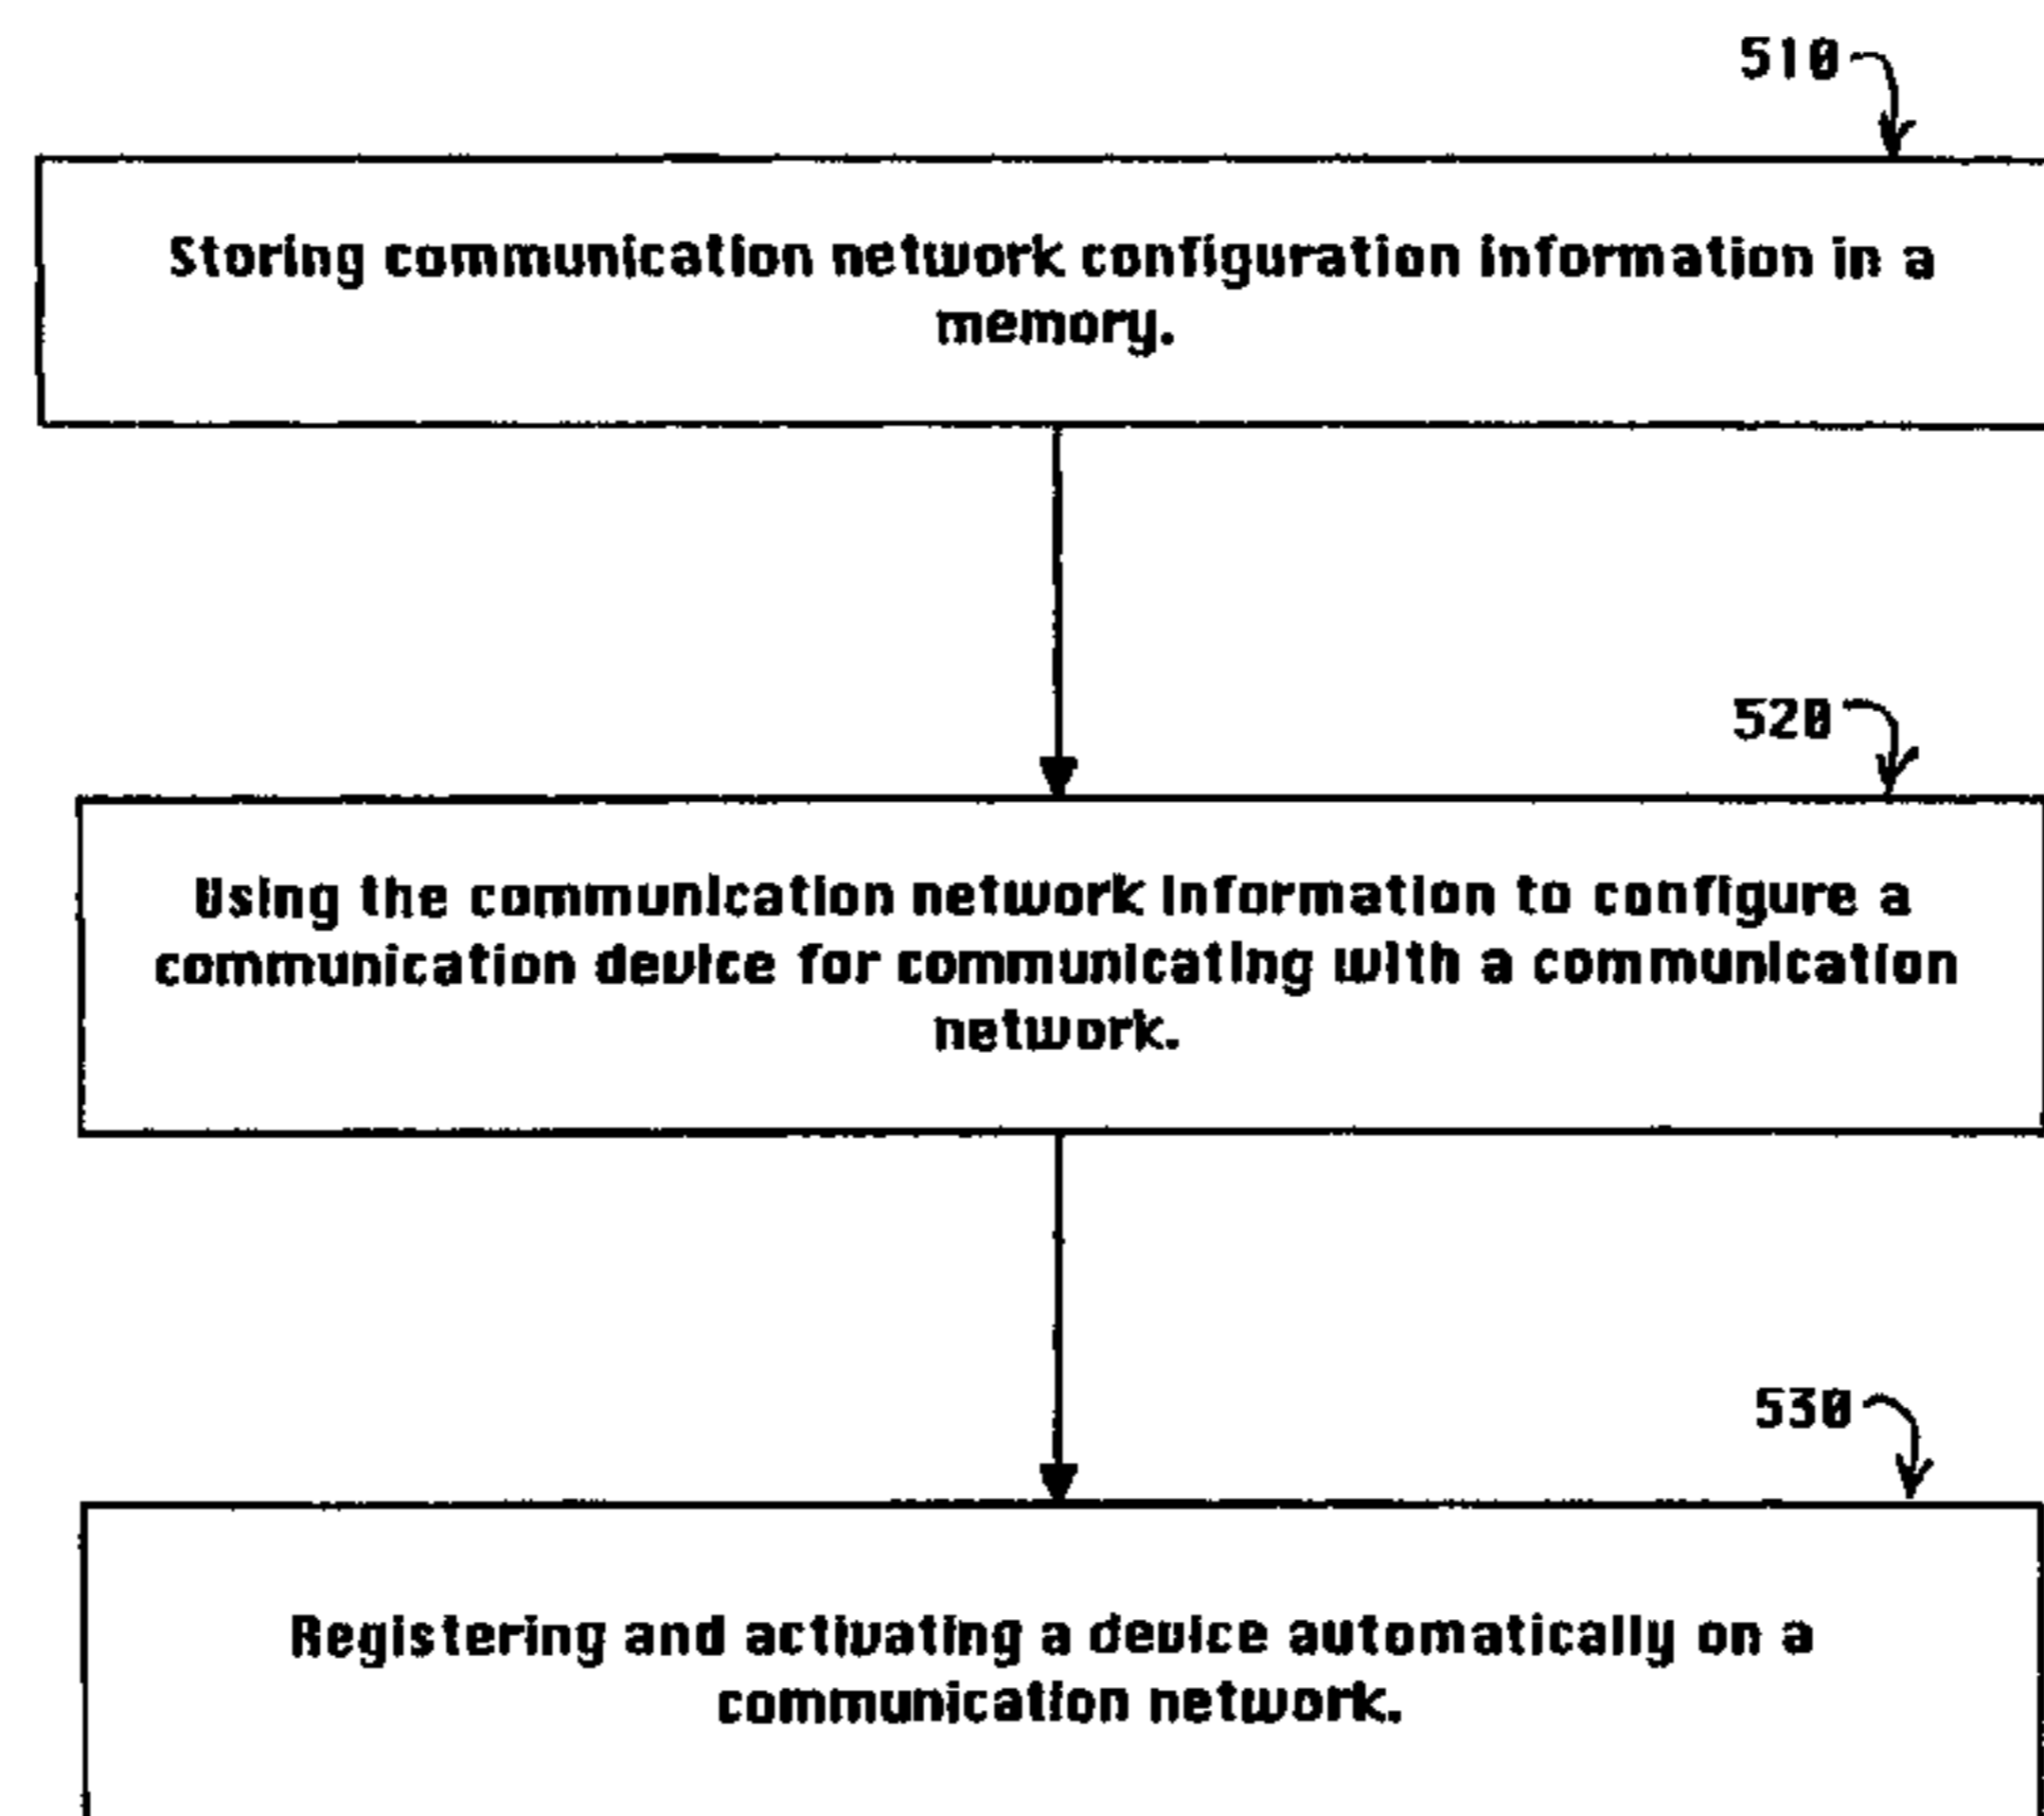 510
Storing communication network configuration information in a
memory.
520
Using the communication network information to configure a
communication device for communicating with a communication
network.
530
Registering and activating a device automatically on a
communication network.